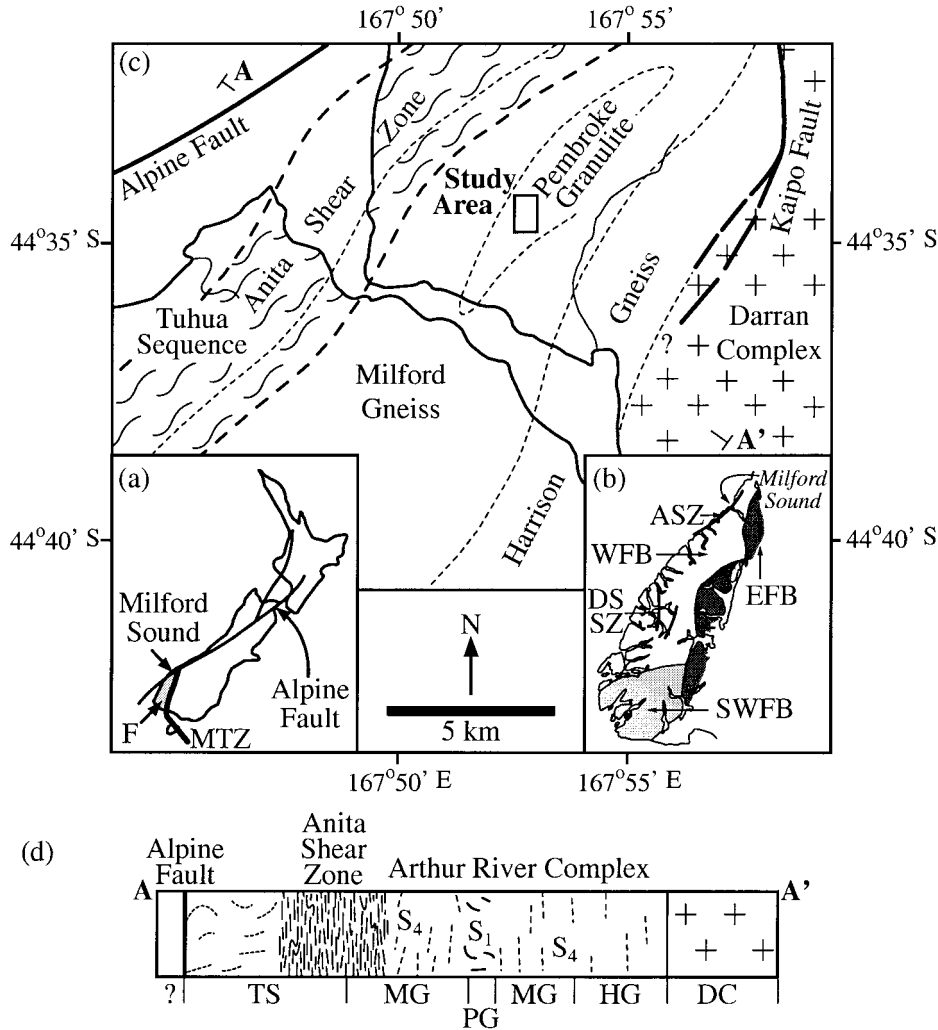 167° 50'
167° 55'
(c)
A
Alpine Fault
Zone
Shear
Anita
Study
Area
Pembroke
Granulite
Kaipo Fault
44°35' S
44°35' S
Tuhua
Sequence
Gneiss
Darran
Complex
?
Milford
Gneiss
A'
Harrison
(a)
Milford
Sound
Alpine
Fault
F
MTZ
(b)
Milford
Sound
ASZ
WFB
DS
SZ
EFB
SWFB
44°40' S
44°40' S
N
5 km
167°50' E
167°55' E
(d)
Alpine
Fault
Anita
Shear
Zone
Arthur River Complex
A
A'
S4
S1
S4
?
TS
MG
PG
MG
HG
DC